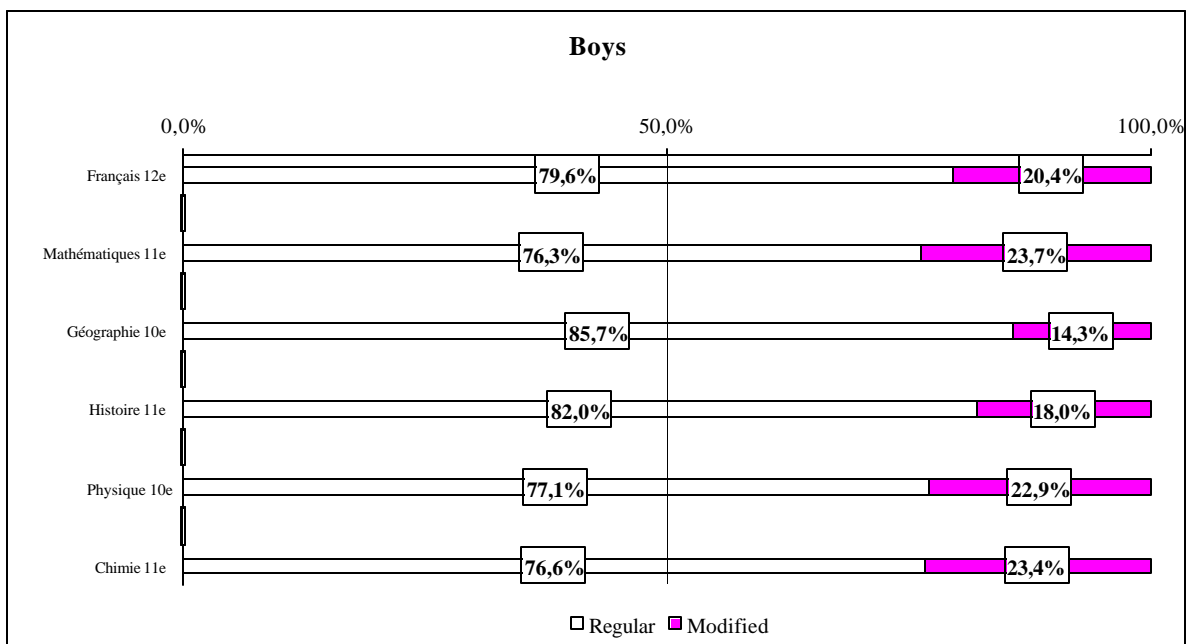 Boys
0,0% 50,0% 100,0%
Français 12e 79,6% 20,4%
Mathématiques 11e 76,3% 23,7%
Géographie 10e 85,7% 14,3%
Histoire 11e 82,0% 18,0%
Physique 10e 77,1% 22,9%
Chimie 11e 76,6% 23,4%
Regular Modified